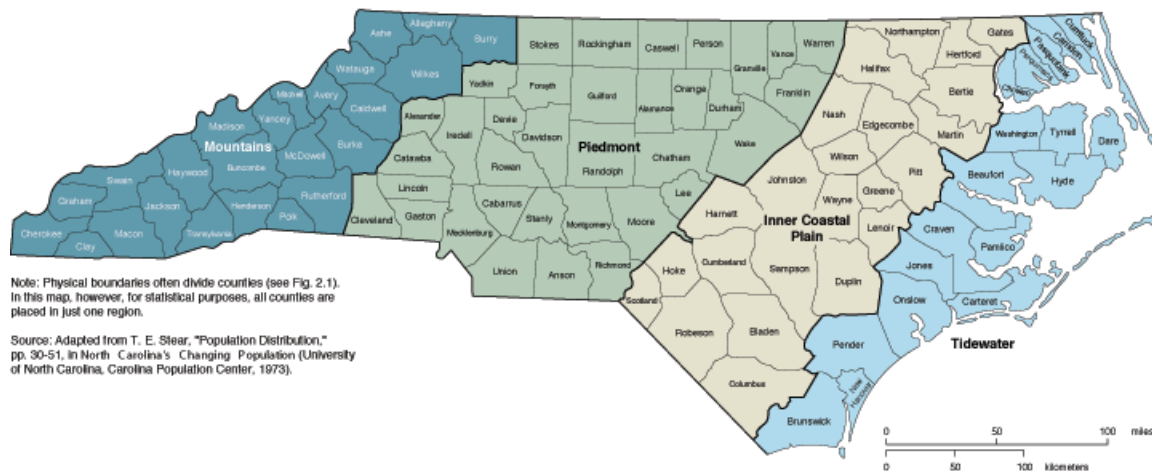 Alleghany
Ashe
Surry
Stokes
Rockingham
Caswell
Person
Vance
Warren
Granville
Northampton
Gates
Hertford
Halifax
Currituck
Camden
Pasquotank
Perquimans
Chowan
Watauga
Wilkes
Yadkin
Forsyth
Guilford
Alamance
Orange
Durham
Franklin
Bertie
Mitchell
Avery
Caldwell
Alexander
Iredell
Davie
Davidson
Nash
Edgecombe
Martin
Washington
Tyrrell
Dare
Madison
Yancey
Mountains
Burke
McDowell
Buncombe
Catawba
Rowan
Piedmont
Randolph
Chatham
Wake
Wilson
Pitt
Beaufort
Hyde
Swan
Haywood
Rutherford
Lincoln
Johnston
Wayne
Greene
Graham
Jackson
Henderson
Polk
Cleveland
Gaston
Cabarrus
Stanly
Montgomery
Moore
Lee
Harnett
Inner Coastal
Plain
Lenoir
Craven
Pamlico
Cherokee
Clay
Macon
Transylvania
Mecklenburg
Union
Anson
Richmond
Hoke
Cumberland
Sampson
Duplin
Jones
Onslow
Carteret
Scotland
Robeson
Bladen
Pender
Tidewater
Columbus
New
Hanover
Brunswick
Note: Physical boundaries often divide counties (see Fig. 2.1).
In this map, however, for statistical purposes, all counties are
placed in just one region.
Source: Adapted from T. E. Stear, "Population Distribution,"
pp. 30-51, in North Carolina's Changing Population (University
of North Carolina, Carolina Population Center, 1973).
0 50 100 miles
0 50 100 kilometers